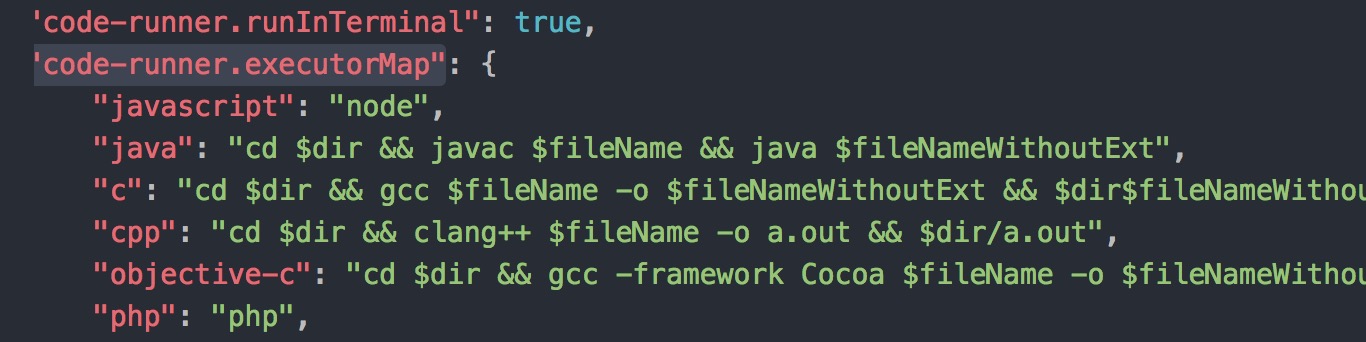 "code-runner.runInTerminal": true,
"code-runner.executorMap": {
"javascript": "node",
"java": "cd $dir && javac $fileName && java $fileNameWithoutExt",
"c": "cd $dir && gcc $fileName -o $fileNameWithoutExt && $dir$fileNameWithou
"cpp": "cd $dir && clang++ $fileName -o a.out && $dir/a.out",
"objective-c": "cd $dir && gcc -framework Cocoa $fileName -o $fileNameWithou
"php": "php",